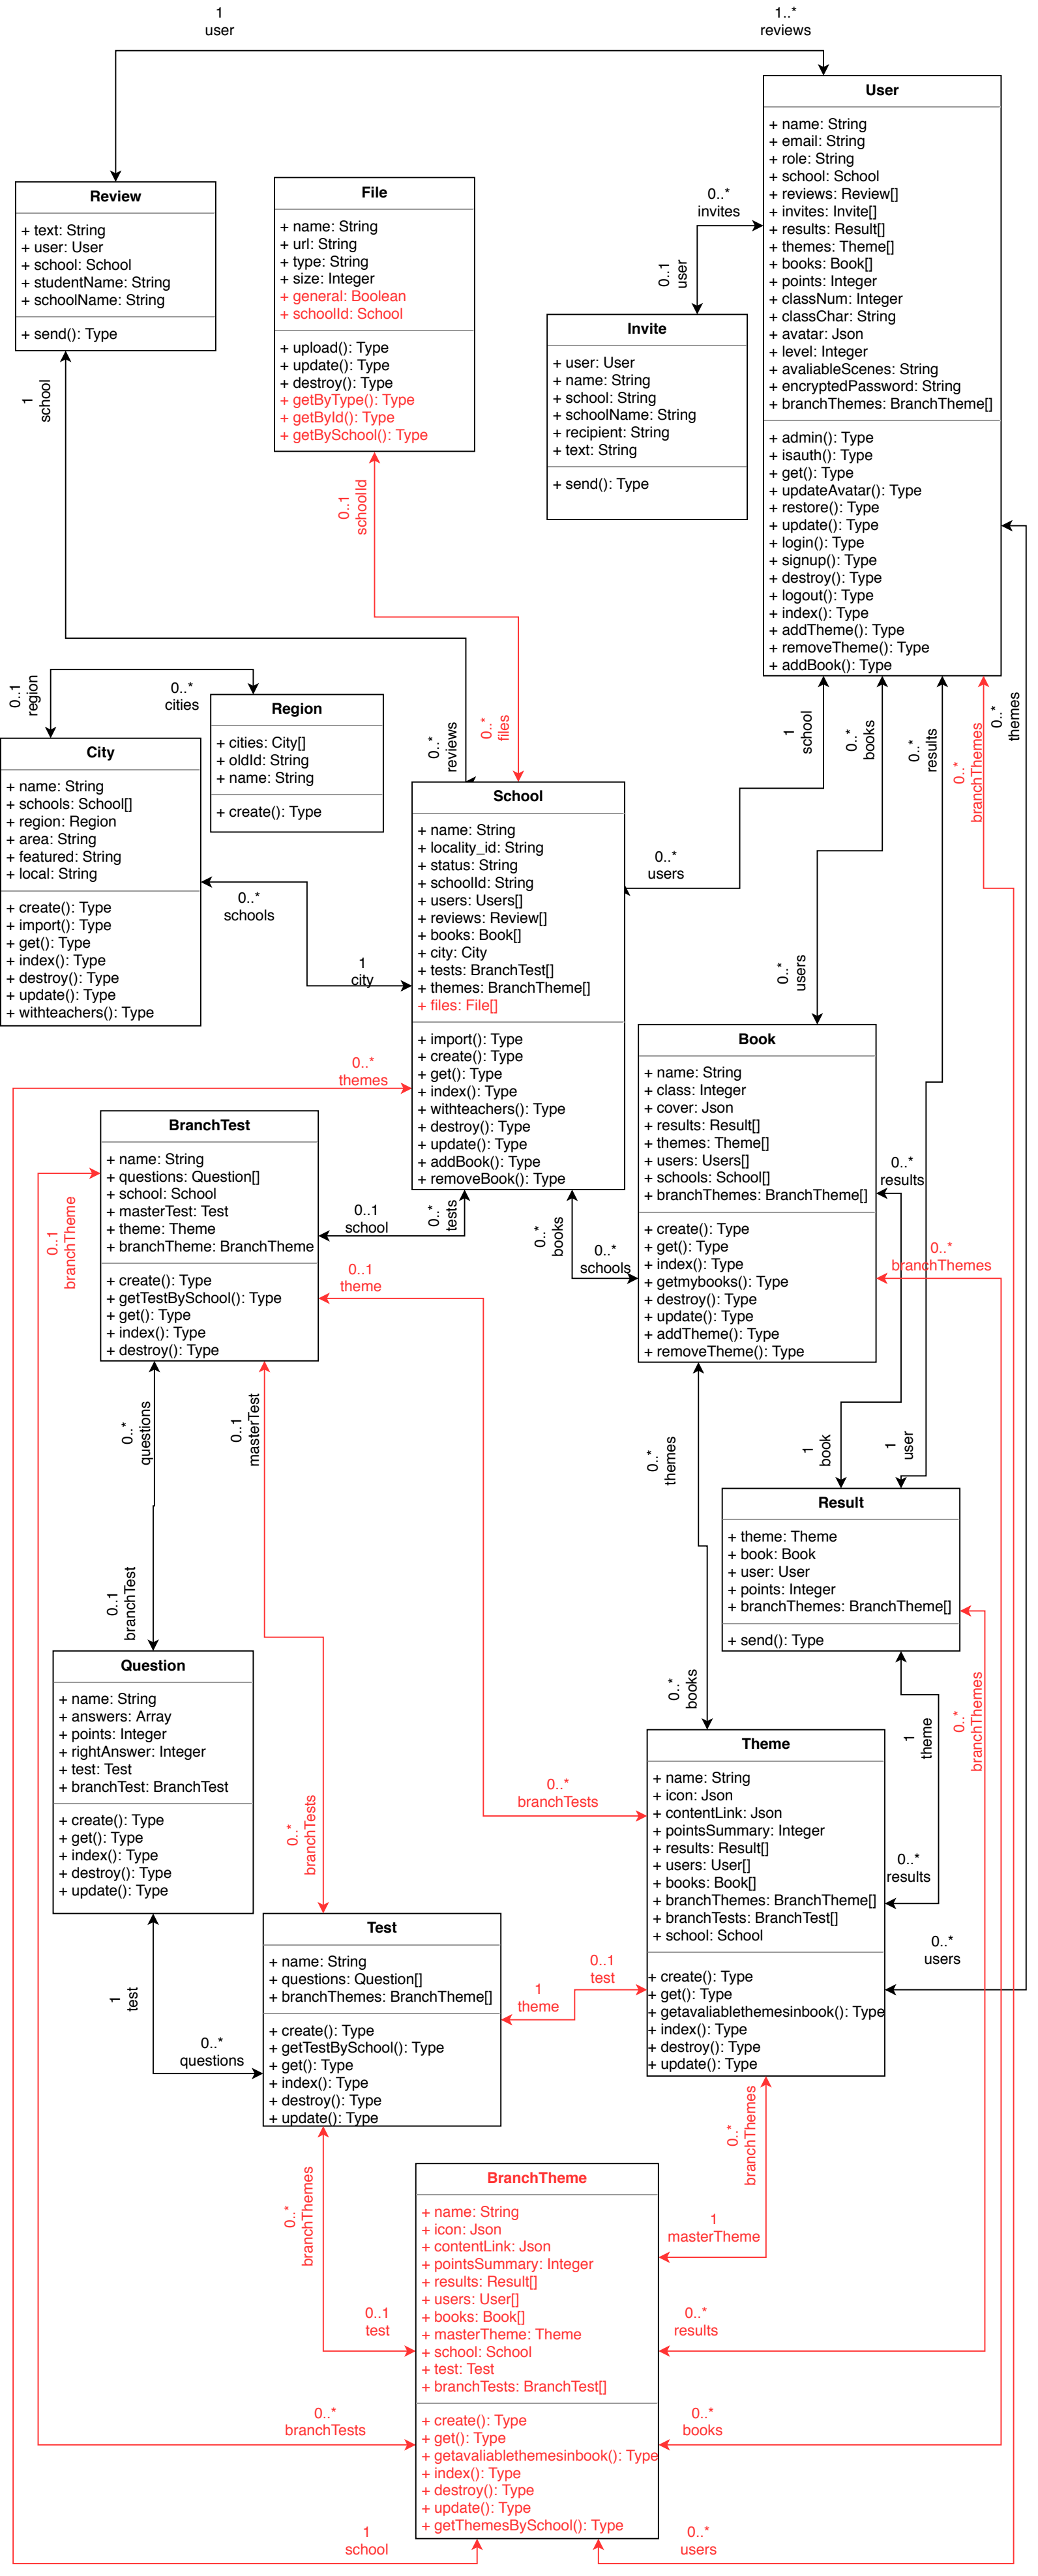 1
user
1..*
reviews
User
+ name: String
+ email: String
+ role: String
+ school: School
+ reviews: Review[]
+ invites: Invite[]
+ results: Result[]
+ themes: Theme[]
+ books: Book[]
+ points: Integer
+ classNum: Integer
+ classChar: String
+ avatar: Json
+ level: Integer
+ avaliableScenes: String
+ encryptedPassword: String
+ branchThemes: BranchTheme[]
+ admin(): Type
+ isauth(): Type
+ get(): Type
+ updateAvatar(): Type
+ restore(): Type
+ update(): Type
+ login(): Type
+ signup(): Type
+ destroy(): Type
+ logout(): Type
+ index(): Type
+ addTheme(): Type
+ removeTheme(): Type
+ addBook(): Type
Review
+ text: String
+ user: User
+ school: School
+ studentName: String
+ schoolName: String
+ send(): Type
File
+ name: String
+ url: String
+ type: String
+ size: Integer
+ general: Boolean
+ schoolId: School
+ upload(): Type
+ update(): Type
+ destroy(): Type
+ getByType(): Type
+ getById(): Type
+ getBySchool(): Type
0..*
invites
0..1
user
Invite
+ user: User
+ name: String
+ school: String
+ schoolName: String
+ recipient: String
+ text: String
+ send(): Type
1
school
0..1
schoolId
0..1
region
0..*
cities
Region
+ cities: City[]
+ oldId: String
+ name: String
+ create(): Type
0..*
reviews
0..*
files
1
school
0..*
books
0..*
results
0..*
branchThemes
0..*
themes
City
+ name: String
+ schools: School[]
+ region: Region
+ area: String
+ featured: String
+ local: String
+ create(): Type
+ import(): Type
+ get(): Type
+ index(): Type
+ destroy(): Type
+ update(): Type
+ withteachers(): Type
0..*
schools
1
city
School
+ name: String
+ locality_id: String
+ status: String
+ schoolId: String
+ users: Users[]
+ reviews: Review[]
+ books: Book[]
+ city: City
+ tests: BranchTest[]
+ themes: BranchTheme[]
+ files: File[]
+ import(): Type
+ create(): Type
+ get(): Type
+ index(): Type
+ withteachers(): Type
+ destroy(): Type
+ update(): Type
+ addBook(): Type
+ removeBook(): Type
0..*
users
0..*
users
Book
+ name: String
+ class: Integer
+ cover: Json
+ results: Result[]
+ themes: Theme[]
+ users: Users[]
+ schools: School[]
+ branchThemes: BranchTheme[]
+ create(): Type
+ get(): Type
+ index(): Type
+ getmybooks(): Type
+ destroy(): Type
+ update(): Type
+ addTheme(): Type
+ removeTheme(): Type
0..*
themes
BranchTest
+ name: String
+ questions: Question[]
+ school: School
+ masterTest: Test
+ theme: Theme
+ branchTheme: BranchTheme
+ create(): Type
+ getTestBySchool(): Type
+ get(): Type
+ index(): Type
+ destroy(): Type
0..1
branchTheme
0..1
school
0..*
tests
0..1
theme
0..*
books
0..*
schools
0..*
results
0..*
branchThemes
0..*
questions
0..1
masterTest
0..*
themes
1
book
1
user
Result
+ theme: Theme
+ book: Book
+ user: User
+ points: Integer
+ branchThemes: BranchTheme[]
+ send(): Type
0..1
branchTest
Question
+ name: String
+ answers: Array
+ points: Integer
+ rightAnswer: Integer
+ test: Test
+ branchTest: BranchTest
+ create(): Type
+ get(): Type
+ index(): Type
+ destroy(): Type
+ update(): Type
0..*
books
1
theme
0..*
branchThemes
0..*
branchTests
0..*
branchTests
Theme
+ name: String
+ icon: Json
+ contentLink: Json
+ pointsSummary: Integer
+ results: Result[]
+ users: User[]
+ books: Book[]
+ branchThemes: BranchTheme[]
+ branchTests: BranchTest[]
+ school: School
+ create(): Type
+ get(): Type
+ getavaliablethemesinbook(): Type
+ index(): Type
+ destroy(): Type
+ update(): Type
0..*
results
0..*
users
Test
+ name: String
+ questions: Question[]
+ branchThemes: BranchTheme[]
+ create(): Type
+ getTestBySchool(): Type
+ get(): Type
+ index(): Type
+ destroy(): Type
+ update(): Type
1
test
0..*
questions
0..1
test
1
theme
0..*
branchThemes
0..*
branchThemes
1
masterTheme
BranchTheme
+ name: String
+ icon: Json
+ contentLink: Json
+ pointsSummary: Integer
+ results: Result[]
+ users: User[]
+ books: Book[]
+ masterTheme: Theme
+ school: School
+ test: Test
+ branchTests: BranchTest[]
+ create(): Type
+ get(): Type
+ getavaliablethemesinbook(): Type
+ index(): Type
+ destroy(): Type
+ update(): Type
+ getThemesBySchool(): Type
0..1
test
0..*
results
0..*
branchTests
0..*
books
1
school
0..*
users